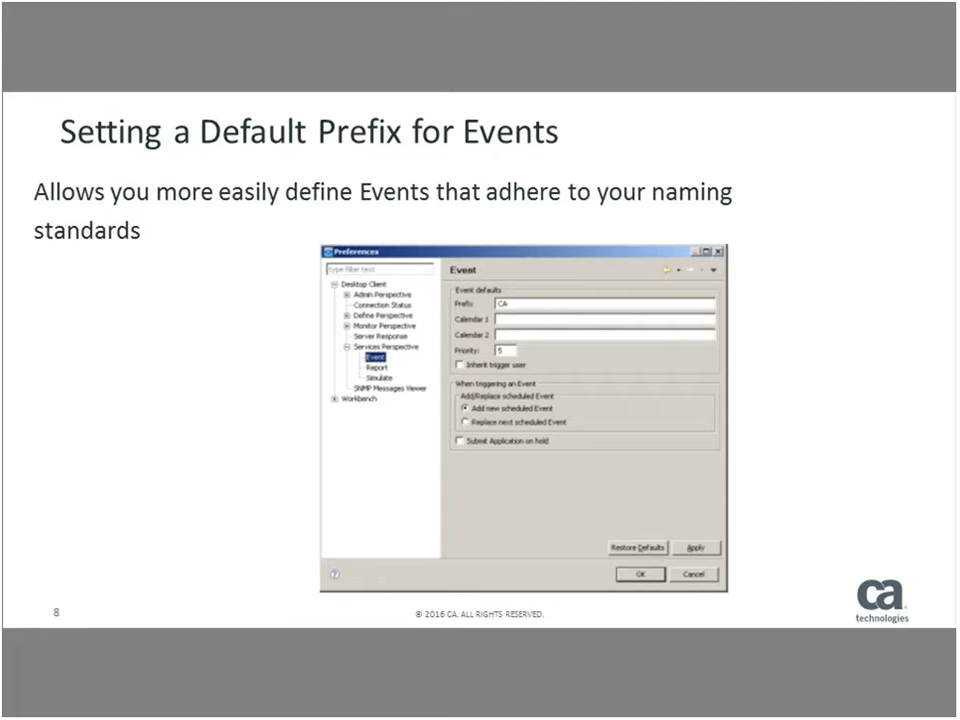 Setting a Default Prefix for Events
Allows you more easily define Events that adhere to your naming
standards
Preferences
type filter text
Desktop Client
Admin Perspective
Connection Status
Define Perspective
Monitor Perspective
Server Response
Services Perspective
Event
Report
Simulate
SNMP Messages Viewer
Workbench
Event
Event defaults
Prefix: CA
Calendar 1
Calendar 2
Priority: 5
Inherit trigger user
When triggering an Event
Add/Replace scheduled Event
Add new scheduled Event
Replace next scheduled Event
Submit Application on hold
Restore Defaults Apply
OK Cancel
8
© 2016 CA. ALL RIGHTS RESERVED.
ca
technologies